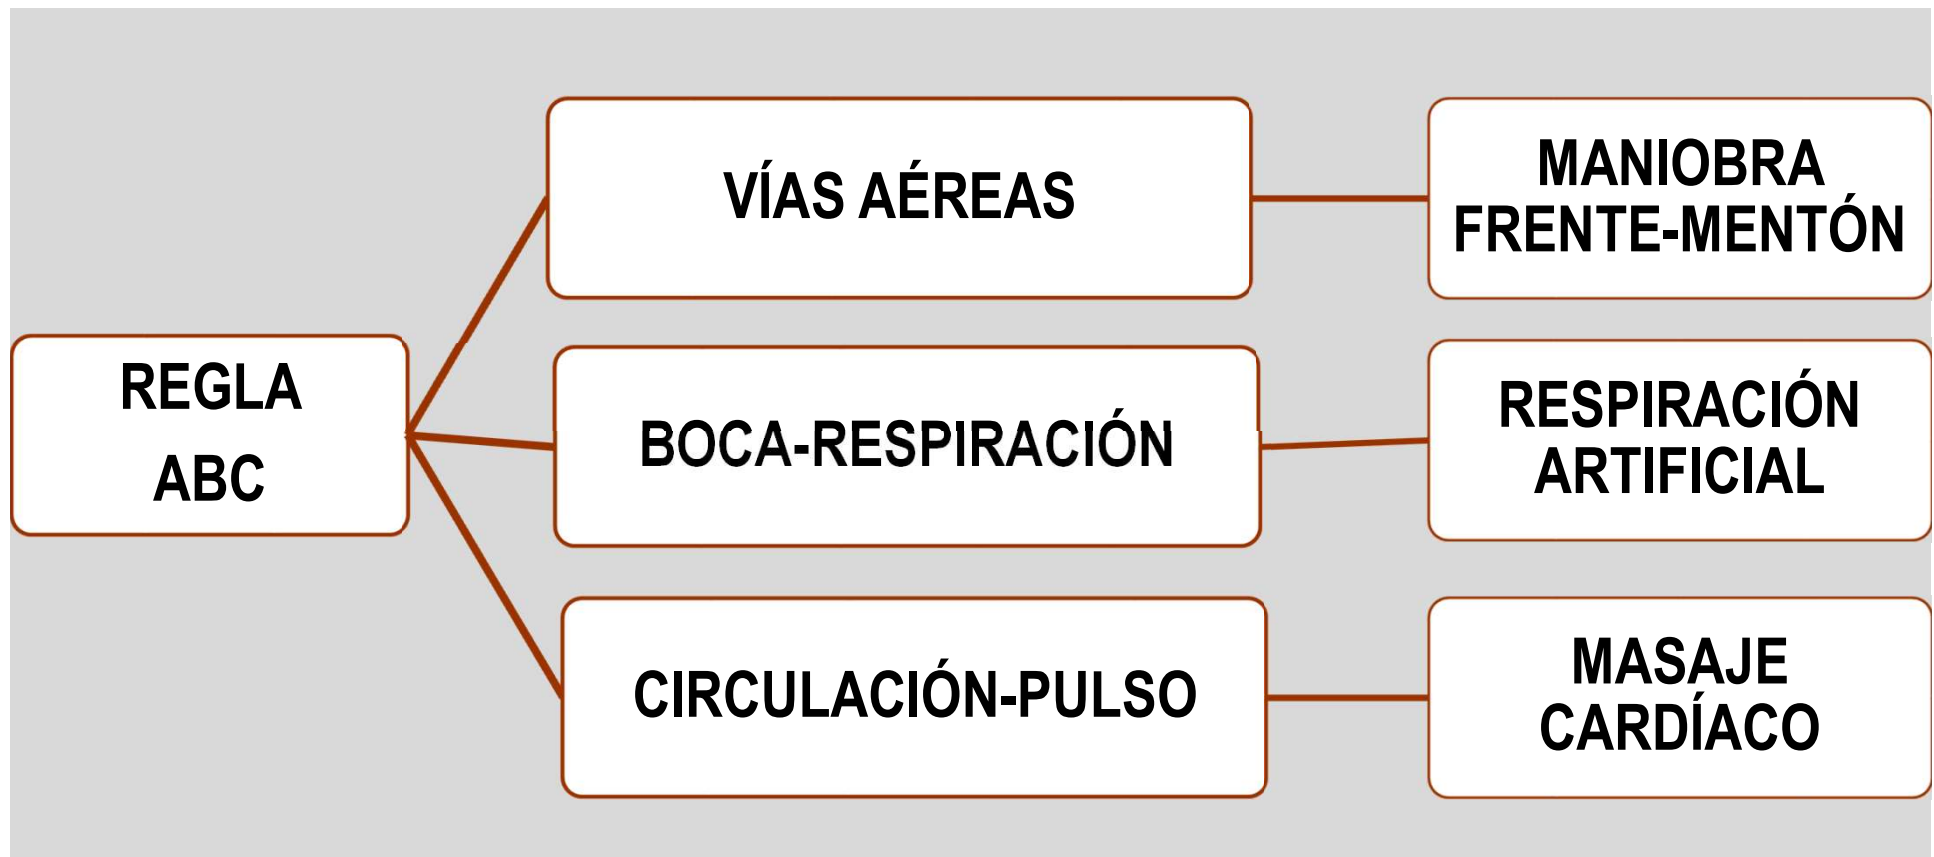 REGLA
ABC
VÍAS AÉREAS
MANIOBRA
FRENTE-MENTÓN
BOCA-RESPIRACIÓN
RESPIRACIÓN
ARTIFICIAL
CIRCULACIÓN-PULSO
MASAJE
CARDÍACO